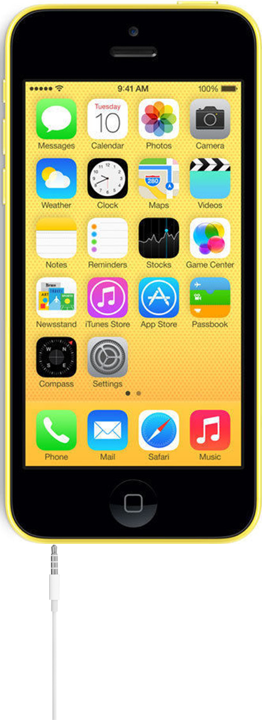 9:41 AM 100%
Tuesday
10
Messages Calendar Photos Camera
280
Weather Clock Maps Videos
Notes Reminders Stocks Game Center
Newsstand iTunes Store App Store Passbook
Compass Settings
Phone Mail Safari Music